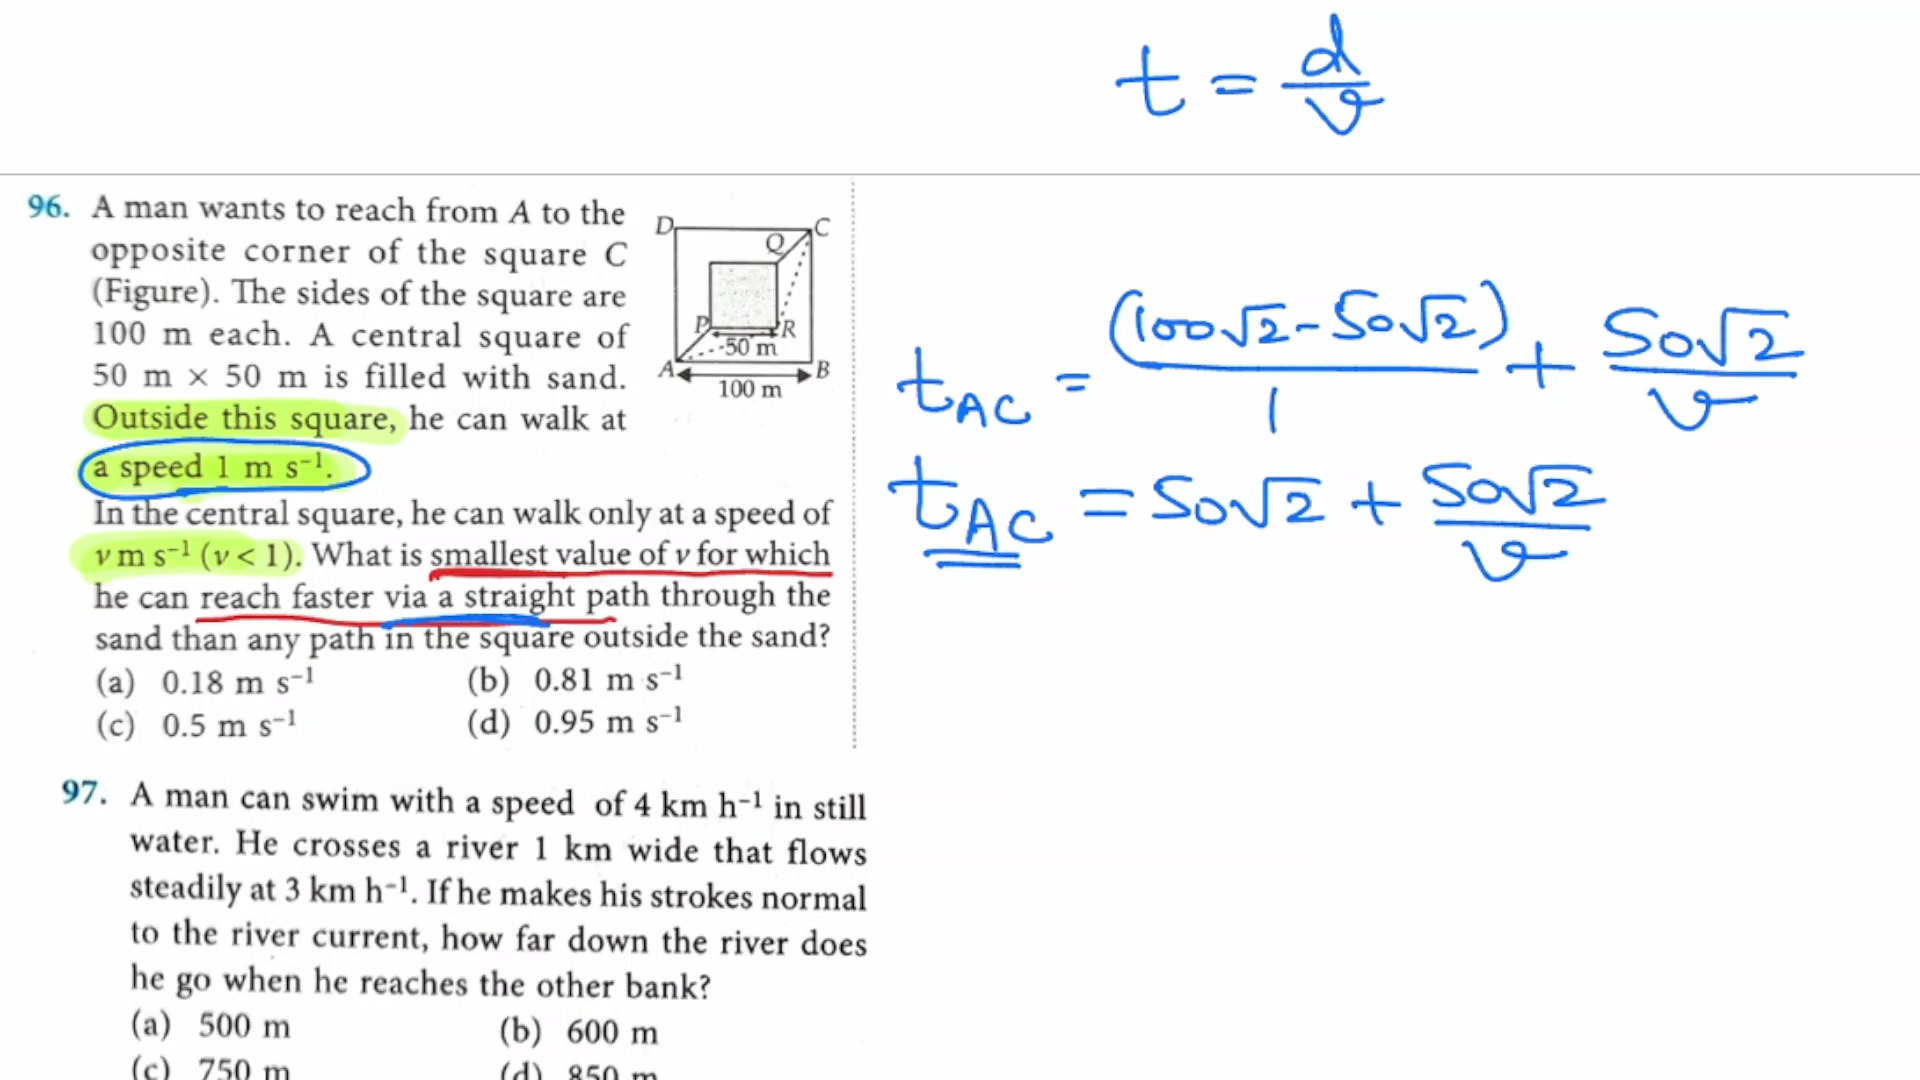 t = d/v
96. A man wants to reach from A to the
opposite corner of the square C
(Figure). The sides of the square are
100 m each. A central square of
50 m × 50 m is filled with sand.
Outside this square, he can walk at
a speed 1 m s⁻¹.
In the central square, he can walk only at a speed of
v m s⁻¹ (v < 1). What is smallest value of v for which
he can reach faster via a straight path through the
sand than any path in the square outside the sand?
(a) 0.18 m s⁻¹ (b) 0.81 m s⁻¹
(c) 0.5 m s⁻¹ (d) 0.95 m s⁻¹
D C
Q
P R
50 m
A B
100 m
t_AC = (100√2 - 50√2)/1 + 50√2/v
t_AC = 50√2 + 50√2/v
97. A man can swim with a speed of 4 km h⁻¹ in still
water. He crosses a river 1 km wide that flows
steadily at 3 km h⁻¹. If he makes his strokes normal
to the river current, how far down the river does
he go when he reaches the other bank?
(a) 500 m (b) 600 m
(c) 750 m (d) 850 m